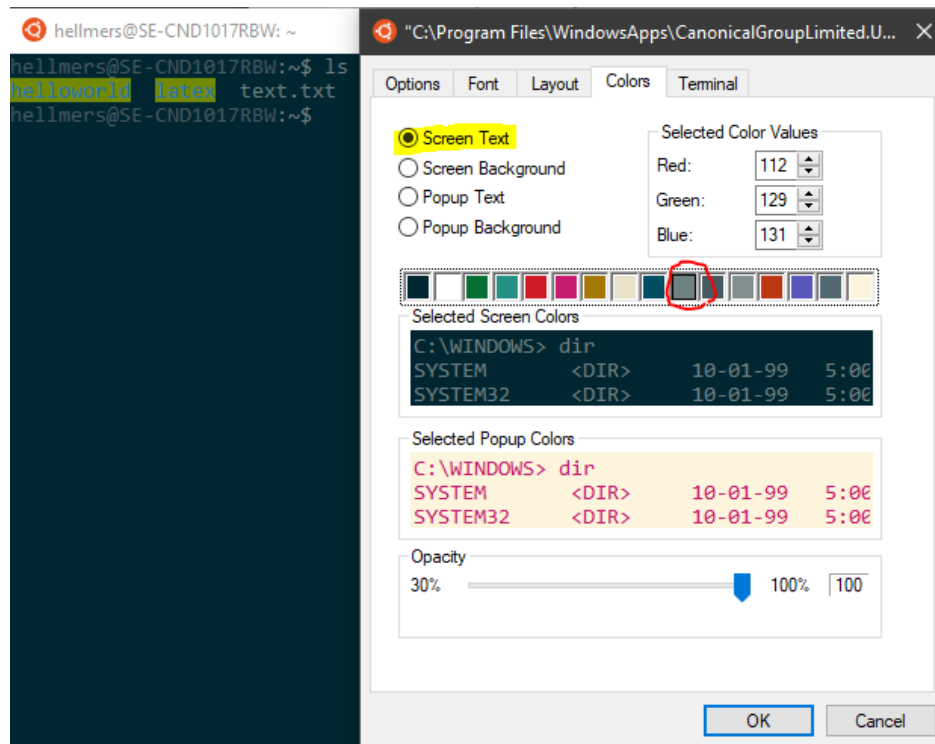 hellmers@SE-CND1017RBW: ~
hellmers@SE-CND1017RBW:~$ ls
helloworld latex text.txt
hellmers@SE-CND1017RBW:~$
"C:\Program Files\WindowsApps\CanonicalGroupLimited.U...
Options Font Layout Colors Terminal
Screen Text
Screen Background
Popup Text
Popup Background
Selected Color Values
Red: 112
Green: 129
Blue: 131
Selected Screen Colors
C:\WINDOWS> dir
SYSTEM <DIR> 10-01-99 5:00
SYSTEM32 <DIR> 10-01-99 5:00
Selected Popup Colors
C:\WINDOWS> dir
SYSTEM <DIR> 10-01-99 5:00
SYSTEM32 <DIR> 10-01-99 5:00
Opacity
30% 100% 100
OK Cancel